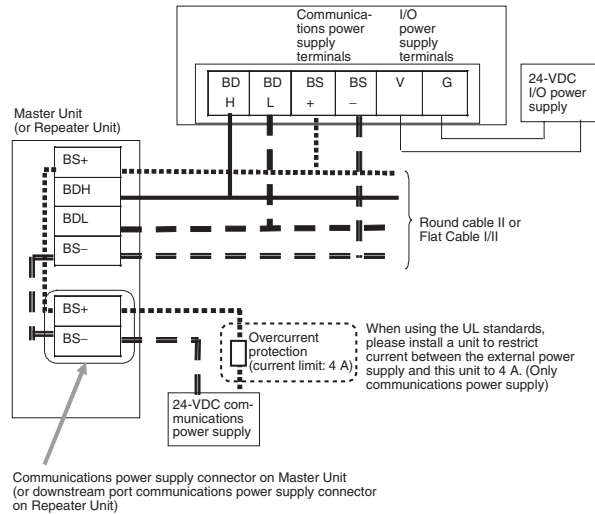 Communica-
tions power
supply
terminals
I/O
power
supply
terminals
BD
H
BD
L
BS
+
BS
–
V
G
24-VDC
I/O power
supply
Master Unit
(or Repeater Unit)
BS+
BDH
BDL
BS–
Round cable II or
Flat Cable I/II
BS+
BS–
Overcurrent
protection
(current limit: 4 A)
When using the UL standards,
please install a unit to restrict
current between the external power
supply and this unit to 4 A. (Only
communications power supply)
24-VDC com-
munications
power supply
Communications power supply connector on Master Unit
(or downstream port communications power supply connector
on Repeater Unit)